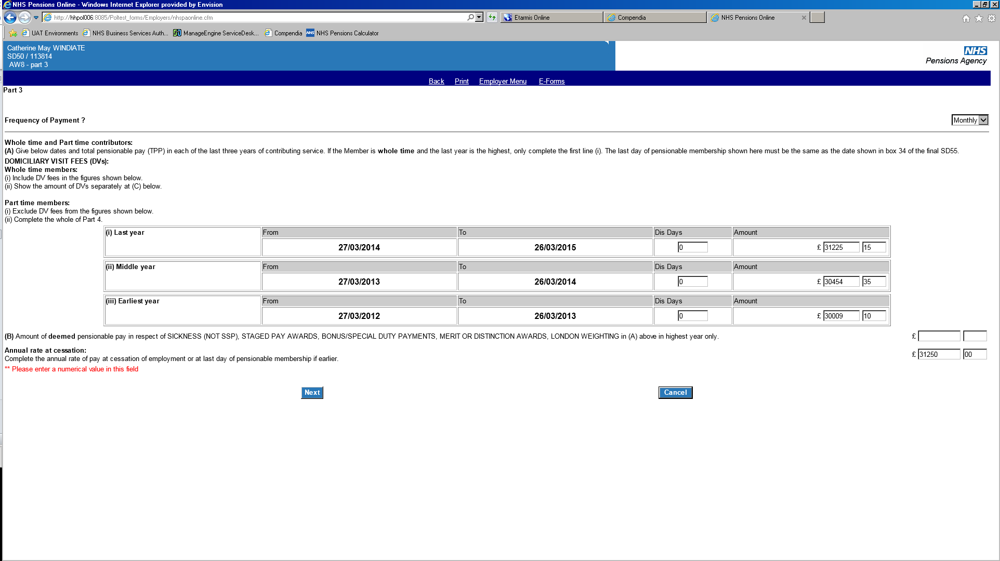 NHS Pensions Online - Windows Internet Explorer provided by Envision
http://hhpol006:8085/Poltest_forms/Employers/nhspaonline.cfm
Etarmis Online
Compendia
NHS Pensions Online
UAT Environments
NHS Business Services Auth...
ManageEngine ServiceDesk...
Compendia
NHS Pensions Calculator
Catherine May WINDIATE
SD50 / 113814
AW8 - part 3
NHS
Pensions Agency
Back Print Employer Menu E-Forms
Part 3
Frequency of Payment ? Monthly
Whole time and Part time contributors:
(A) Give below dates and total pensionable pay (TPP) in each of the last three years of contributing service. If the Member is whole time and the last year is the highest, only complete the first line (i). The last day of pensionable membership shown here must be the same as the date shown in box 34 of the final SD55.
DOMICILIARY VISIT FEES (DVs):
Whole time members:
(i) Include DV fees in the figures shown below.
(ii) Show the amount of DVs separately at (C) below.
Part time members:
(i) Exclude DV fees from the figures shown below.
(ii) Complete the whole of Part 4.
(i) Last year From To Dis Days Amount
27/03/2014 26/03/2015 0 £ 31225 15
(ii) Middle year From To Dis Days Amount
27/03/2013 26/03/2014 0 £ 30454 35
(iii) Earliest year From To Dis Days Amount
27/03/2012 26/03/2013 0 £ 30009 10
(B) Amount of deemed pensionable pay in respect of SICKNESS (NOT SSP), STAGED PAY AWARDS, BONUS/SPECIAL DUTY PAYMENTS, MERIT OR DISTINCTION AWARDS, LONDON WEIGHTING in (A) above in highest year only. £
Annual rate at cessation:
Complete the annual rate of pay at cessation of employment or at last day of pensionable membership if earlier. £ 31250 00
** Please enter a numerical value in this field
Next Cancel